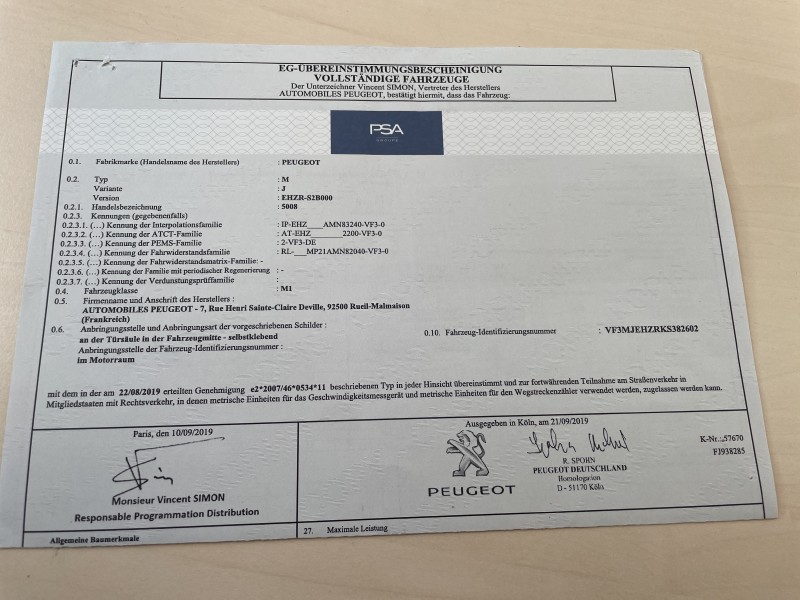 EG-ÜBEREINSTIMMUNGSBESCHEINIGUNG
VOLLSTÄNDIGE FAHRZEUGE
Der Unterzeichner Vincent SIMON, Vertreter des Herstellers
AUTOMOBILES PEUGEOT, bestätigt hiermit, dass das Fahrzeug:
PSA
GROUPE
0.1. Fabrikmarke (Handelsname des Herstellers) : PEUGEOT
0.2. Typ : M
Variante : J
Version : EHZR-S2B000
0.2.1. Handelsbezeichnung : 5008
0.2.3. Kennungen (gegebenenfalls)
0.2.3.1. (...) Kennung der Interpolationsfamilie : IP-EHZ____AMN83240-VF3-0
0.2.3.2. (...) Kennung der ATCT-Familie : AT-EHZ________2200-VF3-0
0.2.3.3. (...) Kennung der PEMS-Familie : 2-VF3-DE
0.2.3.4. (...) Kennung der Fahrwiderstandsfamilie : RL-___MP21AMN82040-VF3-0
0.2.3.5. (...) Kennung der Fahrwiderstandsmatrix-Familie: -
0.2.3.6. (...) Kennung der Familie mit periodischer Regenerierung : -
0.2.3.7. (...) Kennung der Verdunstungsprüffamilie :
0.4. Fahrzeugklasse : M1
0.5. Firmenname und Anschrift des Herstellers :
AUTOMOBILES PEUGEOT - 7, Rue Henri Sainte-Claire Deville, 92500 Rueil-Malmaison
(Frankreich)
0.6. Anbringungsstelle und Anbringungsart der vorgeschriebenen Schilder :
an der Türsäule in der Fahrzeugmitte - selbstklebend
0.10. Fahrzeug-Identifizierungsnummer : VF3MJEHZRKS382602
Anbringungsstelle der Fahrzeug-Identifizierungsnummer :
im Motorraum
mit dem in der am 22/08/2019 erteilten Genehmigung e2*2007/46*0534*11 beschriebenen Typ in jeder Hinsicht übereinstimmt und zur fortwährenden Teilnahme am Straßenverkehr in
Mitgliedstaaten mit Rechtsverkehr, in denen metrische Einheiten für das Geschwindigkeitsmessgerät und metrische Einheiten für den Wegstreckenzähler verwendet werden, zugelassen werden kann.
Paris, den 10/09/2019
Monsieur Vincent SIMON
Responsable Programmation Distribution
Ausgegeben in Köln, am 21/09/2019
PEUGEOT
R. SPOHN
PEUGEOT DEUTSCHLAND
Homologation
D - 51170 Köln
K-Nr.:57670
FJ938285
Allgemeine Baumerkmale
27. Maximale Leistung